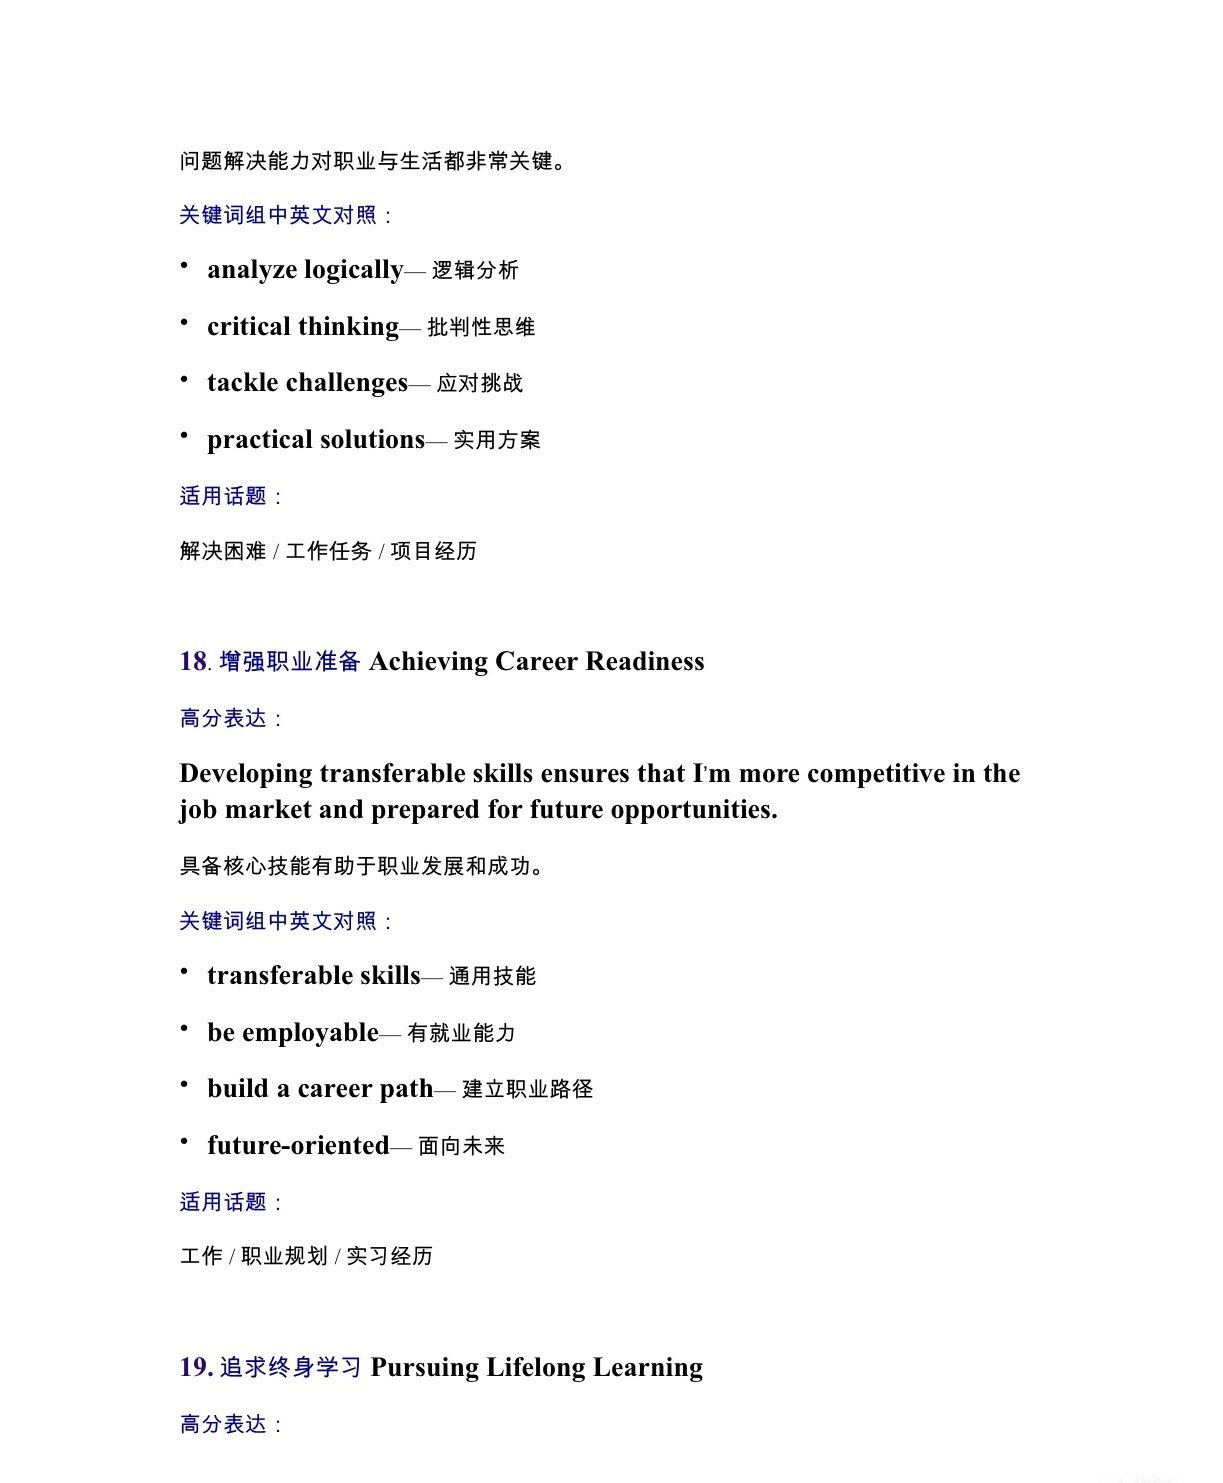 问题解决能力对职业与生活都非常关键。
关键词组中英文对照：
• analyze logically— 逻辑分析
• critical thinking— 批判性思维
• tackle challenges— 应对挑战
• practical solutions— 实用方案
适用话题：
解决困难 / 工作任务 / 项目经历
18. 增强职业准备 Achieving Career Readiness
高分表达：
Developing transferable skills ensures that I’m more competitive in the
job market and prepared for future opportunities.
具备核心技能有助于职业发展和成功。
关键词组中英文对照：
• transferable skills— 通用技能
• be employable— 有就业能力
• build a career path— 建立职业路径
• future-oriented— 面向未来
适用话题：
工作 / 职业规划 / 实习经历
19. 追求终身学习 Pursuing Lifelong Learning
高分表达：